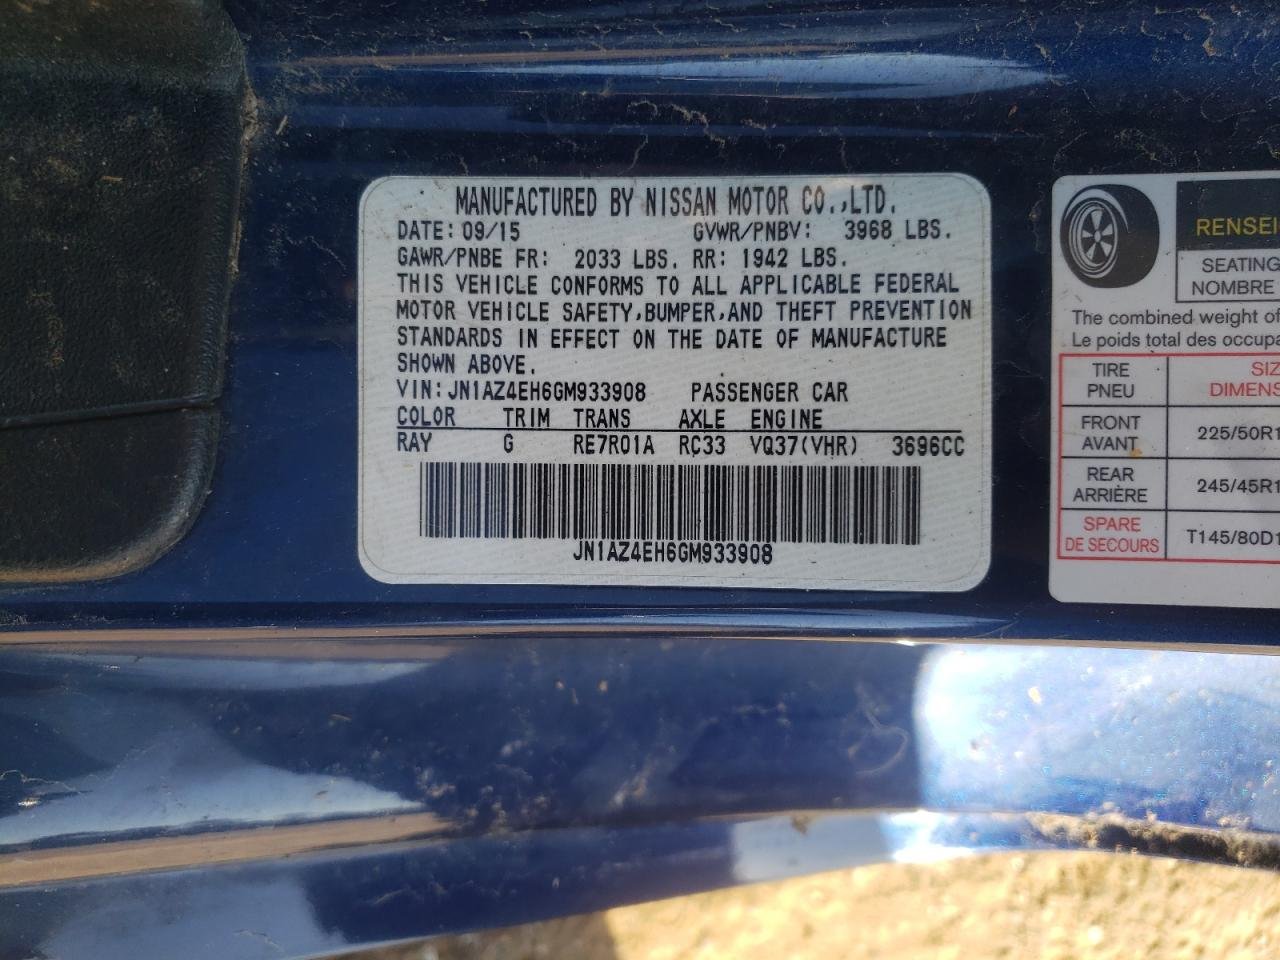 MANUFACTURED BY NISSAN MOTOR CO.,LTD.
DATE: 09/15 GVWR/PNBV: 3968 LBS.
GAWR/PNBE FR: 2033 LBS. RR: 1942 LBS.
THIS VEHICLE CONFORMS TO ALL APPLICABLE FEDERAL
MOTOR VEHICLE SAFETY,BUMPER,AND THEFT PREVENTION
STANDARDS IN EFFECT ON THE DATE OF MANUFACTURE
SHOWN ABOVE.
VIN: JN1AZ4EH6GM933908 PASSENGER CAR
COLOR TRIM TRANS AXLE ENGINE
RAY G RE7R01A RC33 VQ37(VHR) 3696CC
JN1AZ4EH6GM933908
SEATING
NOMBRE
The combined weight of
Le poids total des
TIRE
PNEU
FRONT
AVANT
REAR
ARRIÈRE 245/45R1
SPARE
DE SECOURS T145/80D1
225/50R1